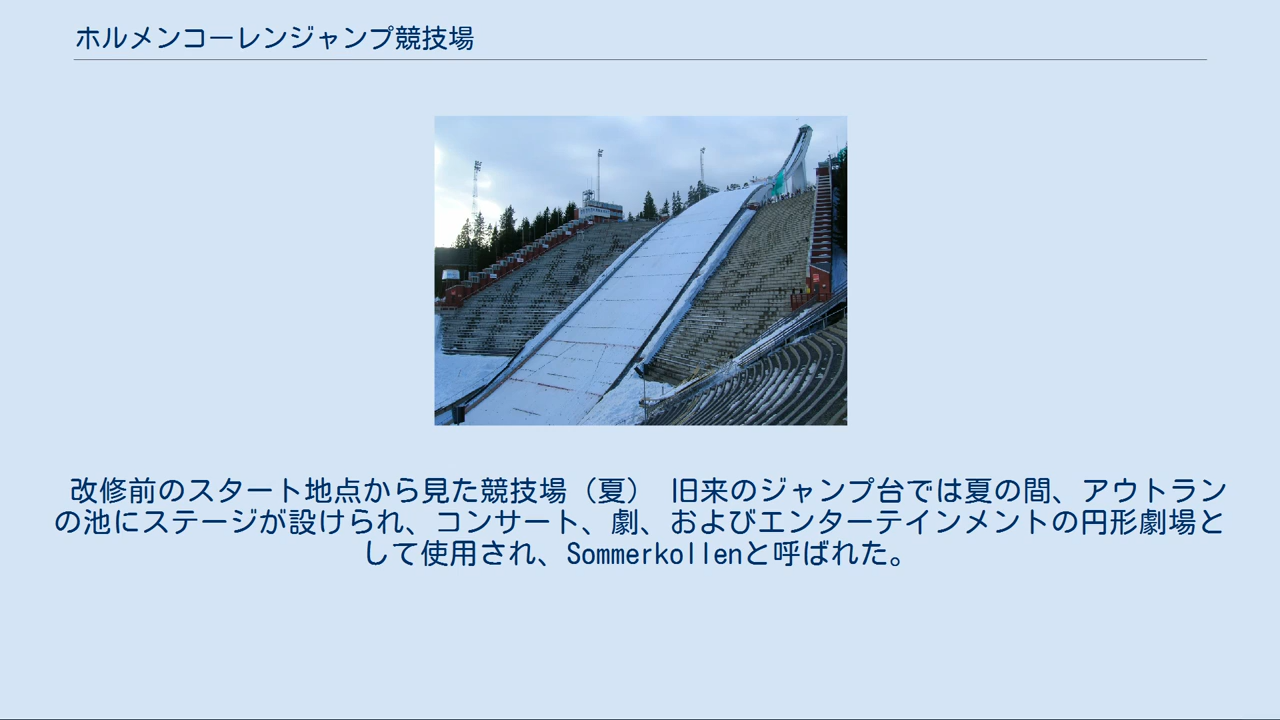 ホルメンコーレンジャンプ競技場
改修前のスタート地点から見た競技場（夏） 旧来のジャンプ台では夏の間、アウトラン
の池にステージが設けられ、コンサート、劇、およびエンターテインメントの円形劇場と
して使用され、Sommerkollenと呼ばれた。